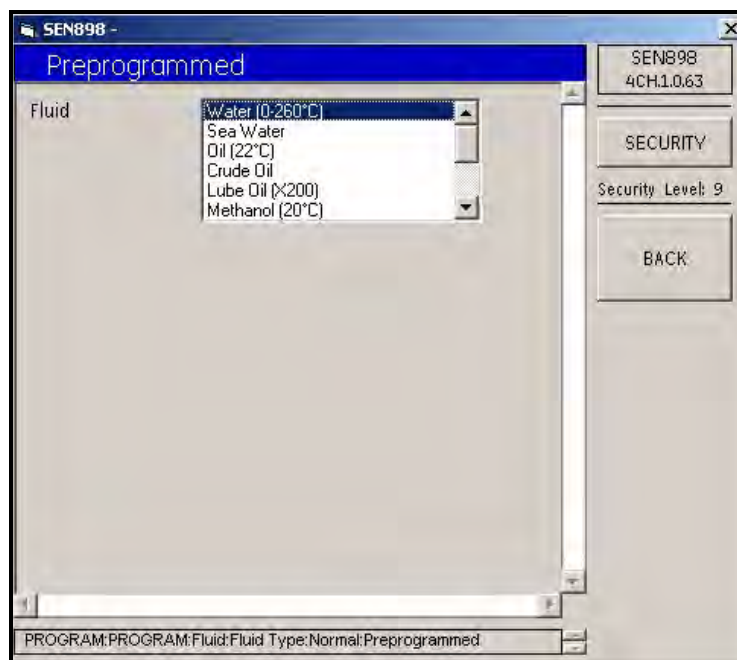 SEN898 -
Preprogrammed
Fluid
Water (0-260°C)
Sea Water
Oil (22°C)
Crude Oil
Lube Oil (X200)
Methanol (20°C)
SEN898
4CH.1.0.63
SECURITY
Security Level: 9
BACK
PROGRAM:PROGRAM:Fluid:Fluid Type:Normal:Preprogrammed